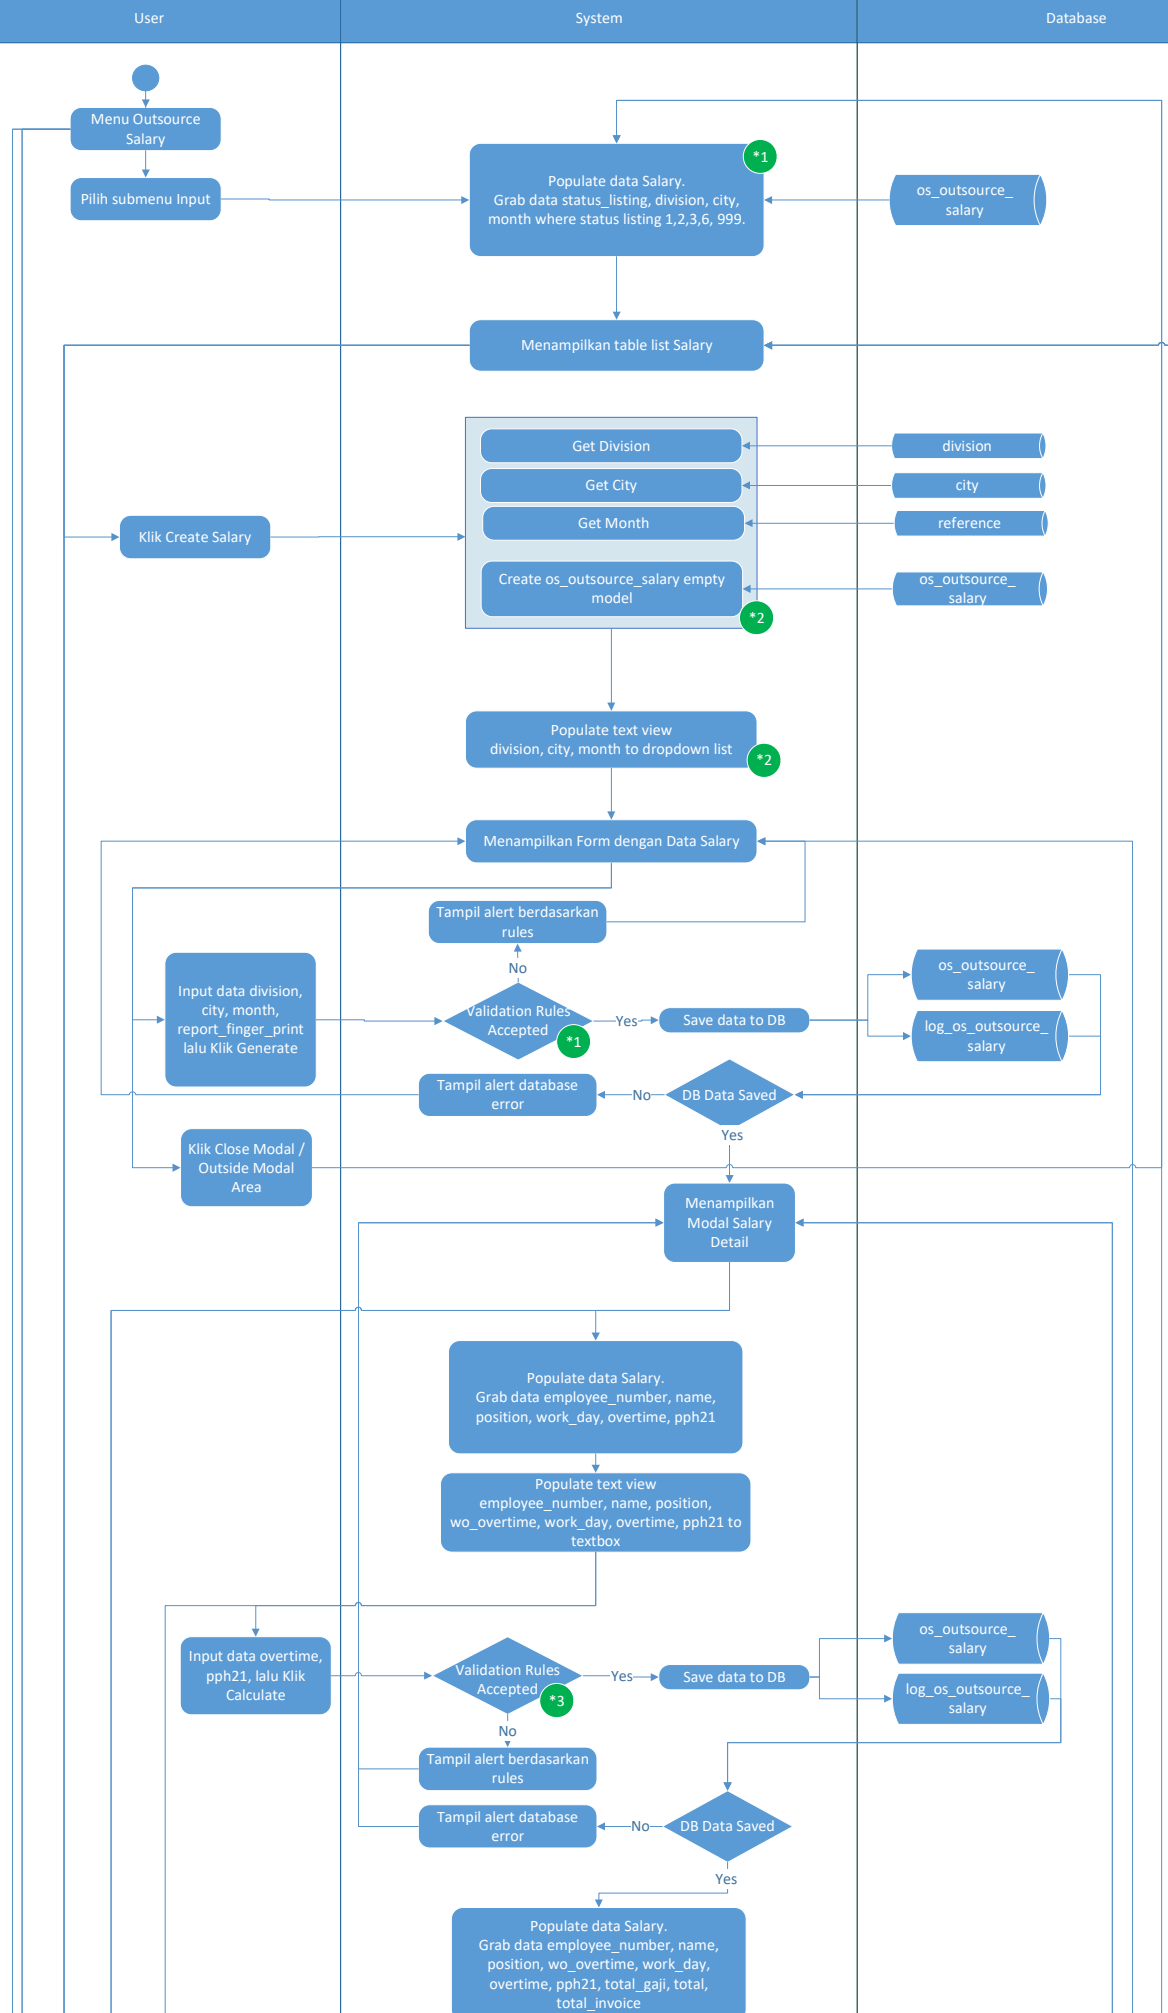 User
System
Database
Menu Outsource
Salary
*1
Populate data Salary.
Grab data status_listing, division, city,
month where status listing 1,2,3,6, 999.
Pilih submenu Input
os_outsource_
salary
Menampilkan table list Salary
Get Division
division
Get City
city
Get Month
reference
Klik Create Salary
Create os_outsource_salary empty
model
os_outsource_
salary
*2
Populate text view
division, city, month to dropdown list
*2
Menampilkan Form dengan Data Salary
Tampil alert berdasarkan
rules
No
Input data division,
city, month,
report_finger_print
lalu Klik Generate
Validation Rules
Accepted
*1
Yes
Save data to DB
os_outsource_
salary
log_os_outsource_
salary
Tampil alert database
error
No
DB Data Saved
Yes
Klik Close Modal /
Outside Modal
Area
Menampilkan
Modal Salary
Detail
Populate data Salary.
Grab data employee_number, name,
position, work_day, overtime, pph21
Populate text view
employee_number, name, position,
wo_overtime, work_day, overtime, pph21 to
textbox
Input data overtime,
pph21, lalu Klik
Calculate
Validation Rules
Accepted
*3
Yes
Save data to DB
os_outsource_
salary
log_os_outsource_
salary
No
Tampil alert berdasarkan
rules
Tampil alert database
error
No
DB Data Saved
Yes
Populate data Salary.
Grab data employee_number, name,
position, wo_overtime, work_day,
overtime, pph21, total_gaji, total,
total_invoice